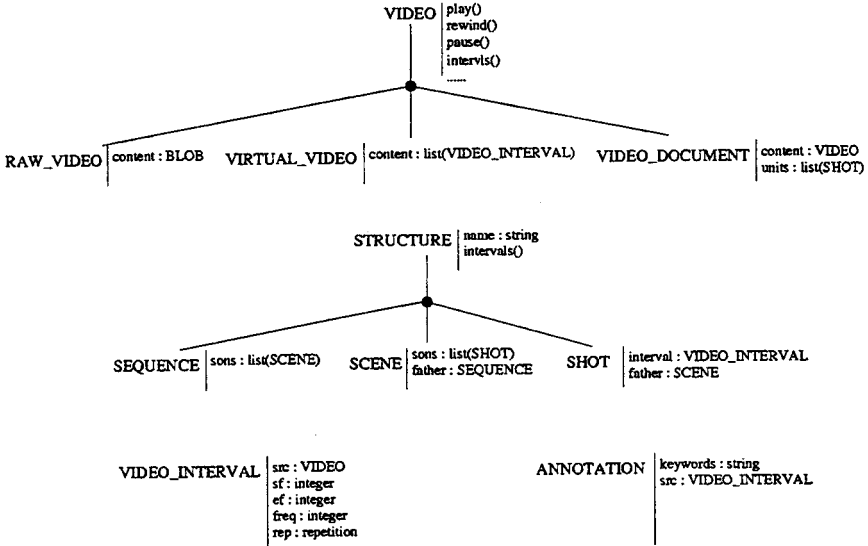 VIDEO
play()
rewind()
pause()
intervls()
......
RAW_VIDEO
content : BLOB
VIRTUAL_VIDEO
content : list(VIDEO_INTERVAL)
VIDEO_DOCUMENT
content : VIDEO
units : list(SHOT)
STRUCTURE
name : string
intervals()
SEQUENCE
sons : list(SCENE)
SCENE
sons : list(SHOT)
father : SEQUENCE
SHOT
interval : VIDEO_INTERVAL
father : SCENE
VIDEO_INTERVAL
src : VIDEO
sf : integer
ef : integer
freq : integer
rep : repetition
ANNOTATION
keywords : string
src : VIDEO_INTERVAL